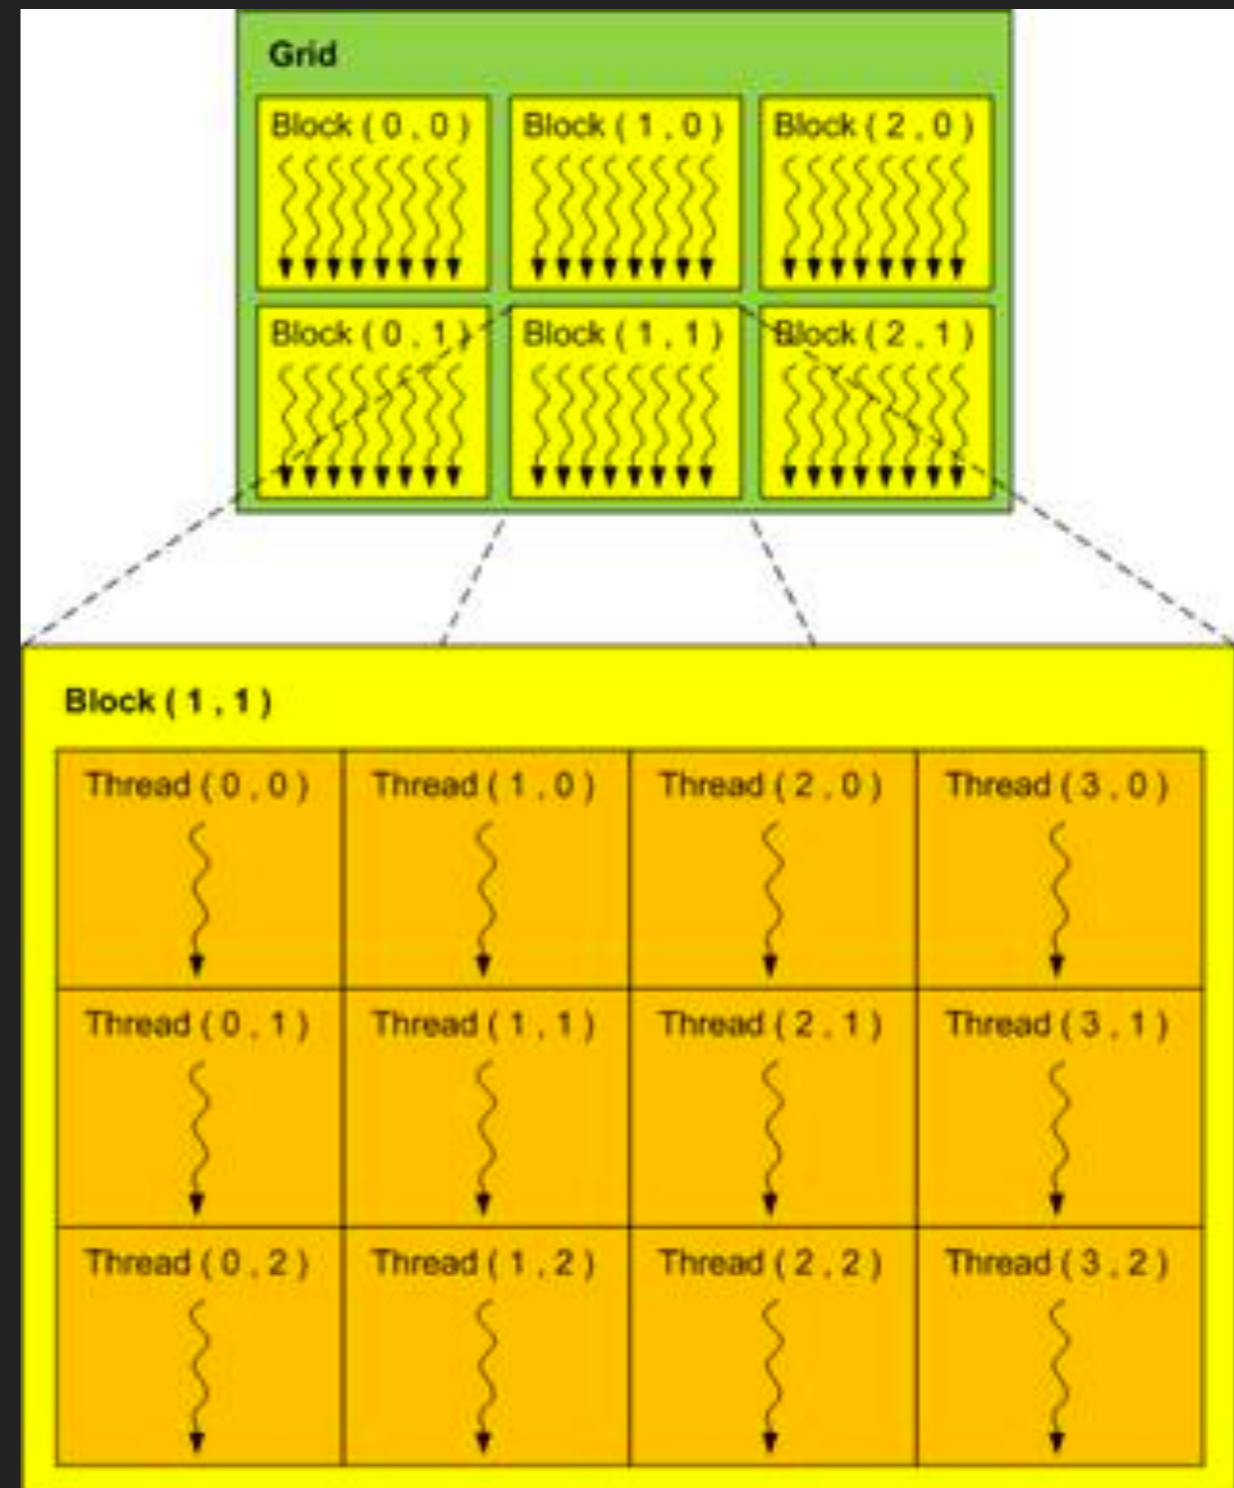 Grid
Block ( 0 , 0 ) Block ( 1 , 0 ) Block ( 2 , 0 )
Block ( 0 , 1 ) Block ( 1 , 1 ) Block ( 2 , 1 )
Block ( 1 , 1 )
Thread ( 0 , 0 ) Thread ( 1 , 0 ) Thread ( 2 , 0 ) Thread ( 3 , 0 )
Thread ( 0 , 1 ) Thread ( 1 , 1 ) Thread ( 2 , 1 ) Thread ( 3 , 1 )
Thread ( 0 , 2 ) Thread ( 1 , 2 ) Thread ( 2 , 2 ) Thread ( 3 , 2 )